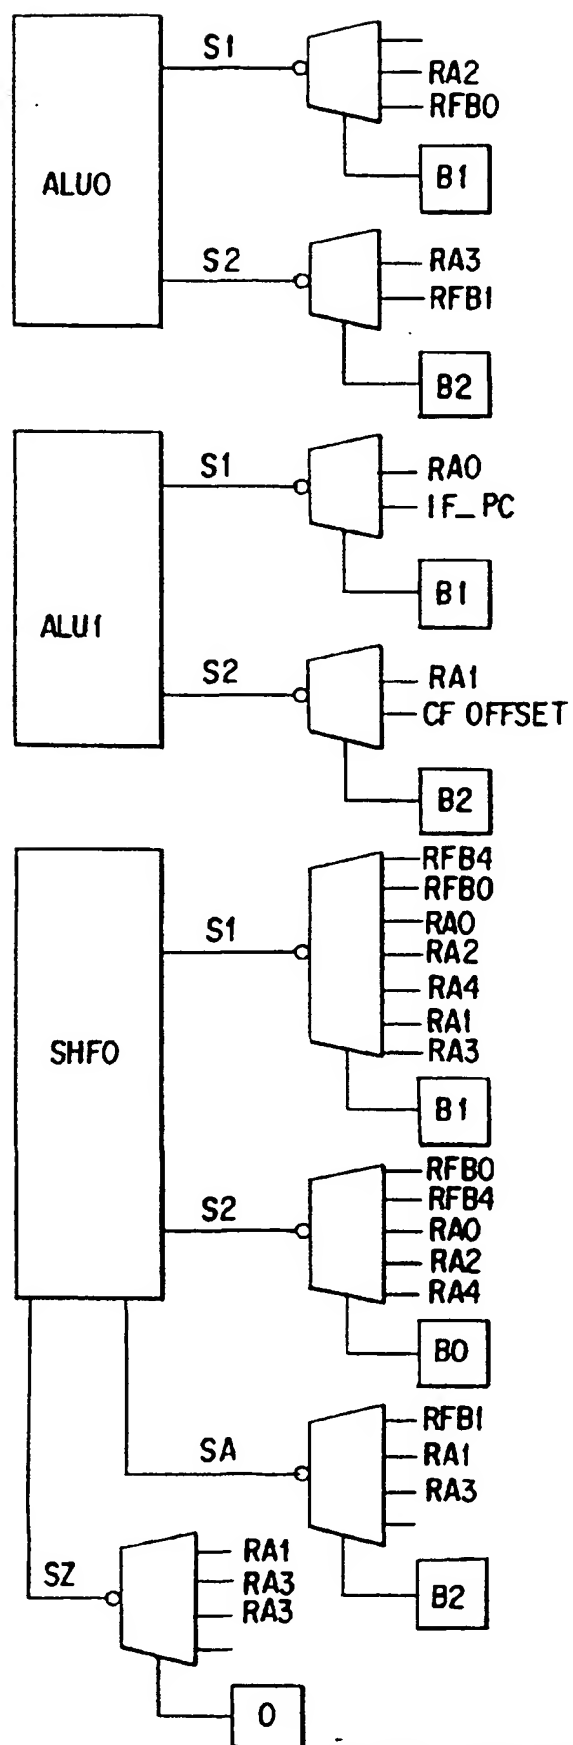 S1
RA2
RFB0
ALU0
B1
S2
RA3
RFB1
B2
S1
RA0
IF_PC
B1
ALU1
S2
RA1
CF OFFSET
B2
RFB4
RFB0
S1
RA0
RA2
RA4
RA1
SHF0
RA3
B1
RFB0
RFB4
S2
RA0
RA2
RA4
B0
RFB1
SA
RA1
RA3
B2
RA1
SZ
RA3
RA3
0